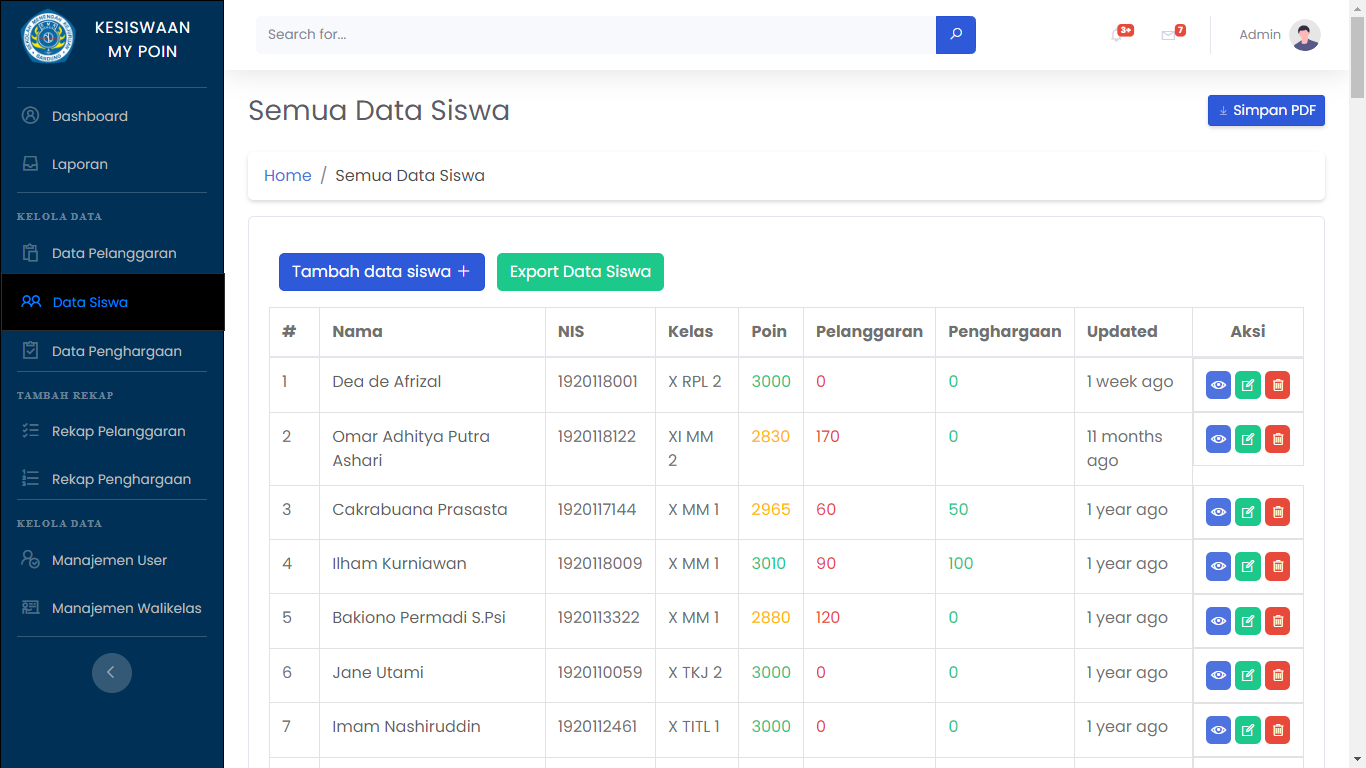 KESISWAAN
MY POIN
Search for...
3+
7
Admin
Dashboard
Laporan
KELOLA DATA
Data Pelanggaran
Data Siswa
Data Penghargaan
TAMBAH REKAP
Rekap Pelanggaran
Rekap Penghargaan
KELOLA DATA
Manajemen User
Manajemen Walikelas
Semua Data Siswa
Simpan PDF
Home / Semua Data Siswa
Tambah data siswa +
Export Data Siswa
# Nama NIS Kelas Poin Pelanggaran Penghargaan Updated Aksi
1 Dea de Afrizal 1920118001 X RPL 2 3000 0 0 1 week ago
2 Omar Adhitya Putra Ashari 1920118122 XI MM 2 2830 170 0 11 months ago
3 Cakrabuana Prasasta 1920117144 X MM 1 2965 60 50 1 year ago
4 Ilham Kurniawan 1920118009 X MM 1 3010 90 100 1 year ago
5 Bakiono Permadi S.Psi 1920113322 X MM 1 2880 120 0 1 year ago
6 Jane Utami 1920110059 X TKJ 2 3000 0 0 1 year ago
7 Imam Nashiruddin 1920112461 X TITL 1 3000 0 0 1 year ago